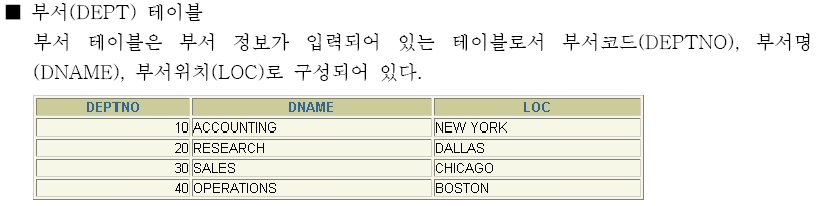 ■ 부서(DEPT) 테이블
부서 테이블은 부서 정보가 입력되어 있는 테이블로서 부서코드(DEPTNO), 부서명
(DNAME), 부서위치(LOC)로 구성되어 있다.
DEPTNO DNAME LOC
10 ACCOUNTING NEW YORK
20 RESEARCH DALLAS
30 SALES CHICAGO
40 OPERATIONS BOSTON